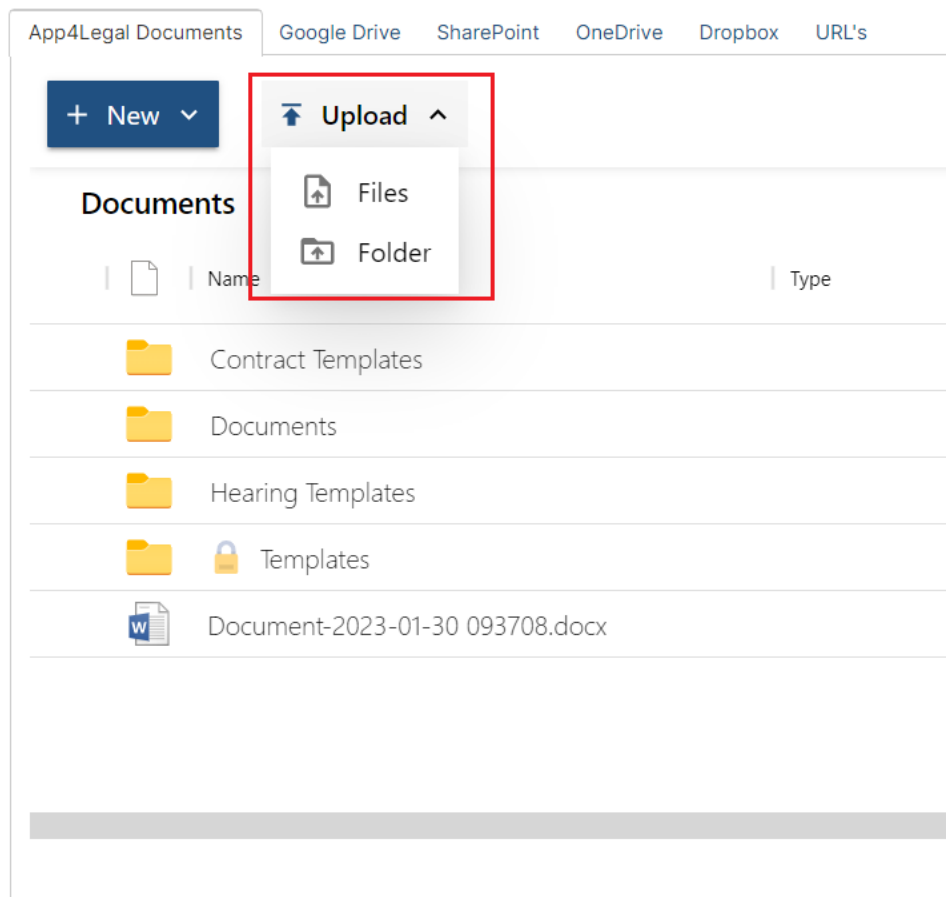 App4Legal Documents Google Drive SharePoint OneDrive Dropbox URL's
+ New Upload
Files
Documents
Folder
Name Type
Contract Templates
Documents
Hearing Templates
Templates
W Document-2023-01-30 093708.docx